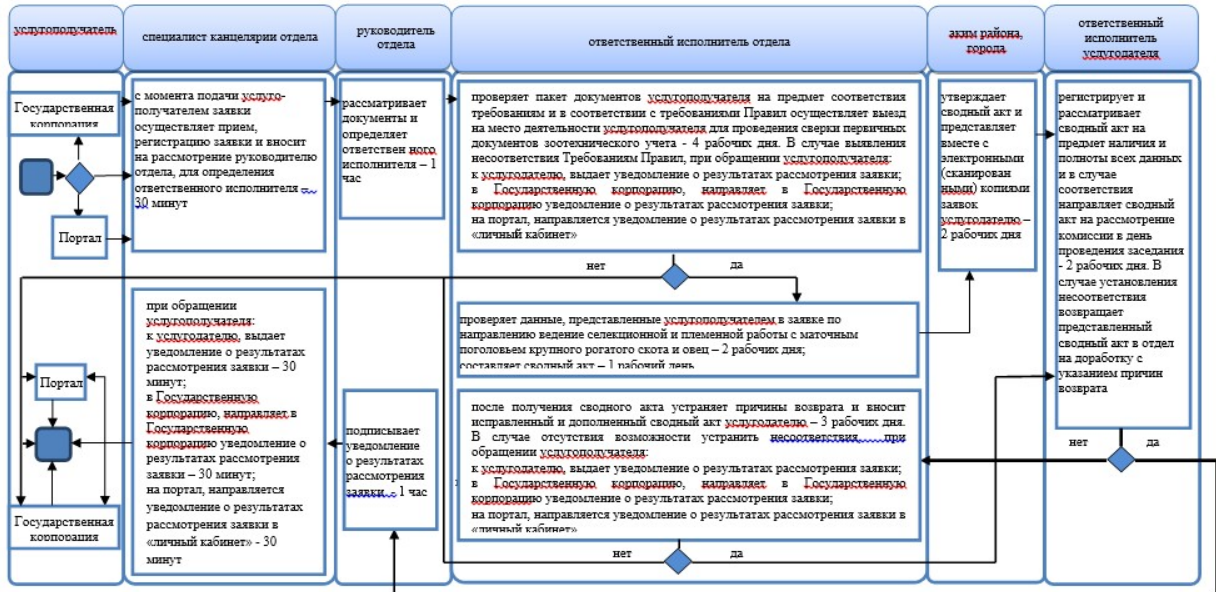 услугополучатель
специалист канцелярии отдела
руководитель
отдела
ответственный исполнитель отдела
аким района,
города
ответственный
исполнитель
услугодателя
Государственная
корпорация
Портал
с момента подачи услуго-
получателем заявки
осуществляет прием,
регистрацию заявки и вносит
на рассмотрение руководителю
отдела, для определения
ответственного исполнителя –
30 минут
рассматривает
документы и
определяет
ответствен ного
исполнителя – 1
час
проверяет пакет документов услугополучателя на предмет соответствия
требованиям и в соответствии с требованиями Правил осуществляет выезд
на место деятельности услугополучателя для проведения сверки первичных
документов зоотехнического учета - 4 рабочих дня. В случае выявления
несоответствия Требованиям Правил, при обращении услугополучателя:
к услугодателю, выдает уведомление о результатах рассмотрения заявки;
в Государственную корпорацию, направляет в Государственную
корпорацию уведомление о результатах рассмотрения заявки;
на портал, направляется уведомление о результатах рассмотрения заявки в
«личный кабинет»
утверждает
сводный акт и
представляет
вместе с
электронными
(сканирован
ными) копиями
заявок
услугодателю –
2 рабочих дня
регистрирует и
рассматривает
сводный акт на
предмет наличия и
полноты всех данных
и в случае
соответствия
направляет сводный
акт на рассмотрение
комиссии в день
проведения заседания
- 2 рабочих дня. В
случае установления
несоответствия
возвращает
представленный
сводный акт в отдел
на доработку с
указанием причин
возврата
нет
да
проверяет данные, представленные услугополучателем в заявке по
направлению ведение селекционной и племенной работы с маточным
поголовьем крупного рогатого скота и овец – 2 рабочих дня;
составляет сводный акт – 1 рабочий день
при обращении
услугополучателя:
к услугодателю, выдает
уведомление о результатах
рассмотрения заявки – 30
минут;
в Государственную
корпорацию, направляет в
Государственную
корпорацию уведомление о
результатах рассмотрения
заявки – 30 минут;
на портал, направляется
уведомление о результатах
рассмотрения заявки в
«личный кабинет» - 30
минут
Портал
Государственная
корпорация
подписывает
уведомление
о результатах
рассмотрения
заявки – 1 час
после получения сводного акта устраняет причины возврата и вносит
исправленный и дополненный сводный акт услугодателю – 3 рабочих дня.
В случае отсутствия возможности устранить несоответствия, при
обращении услугополучателя:
к услугодателю, выдает уведомление о результатах рассмотрения заявки;
в Государственную корпорацию, направляет в Государственную
корпорацию уведомление о результатах рассмотрения заявки;
на портал, направляется уведомление о результатах рассмотрения заявки в
«личный кабинет»
нет
да
нет
да